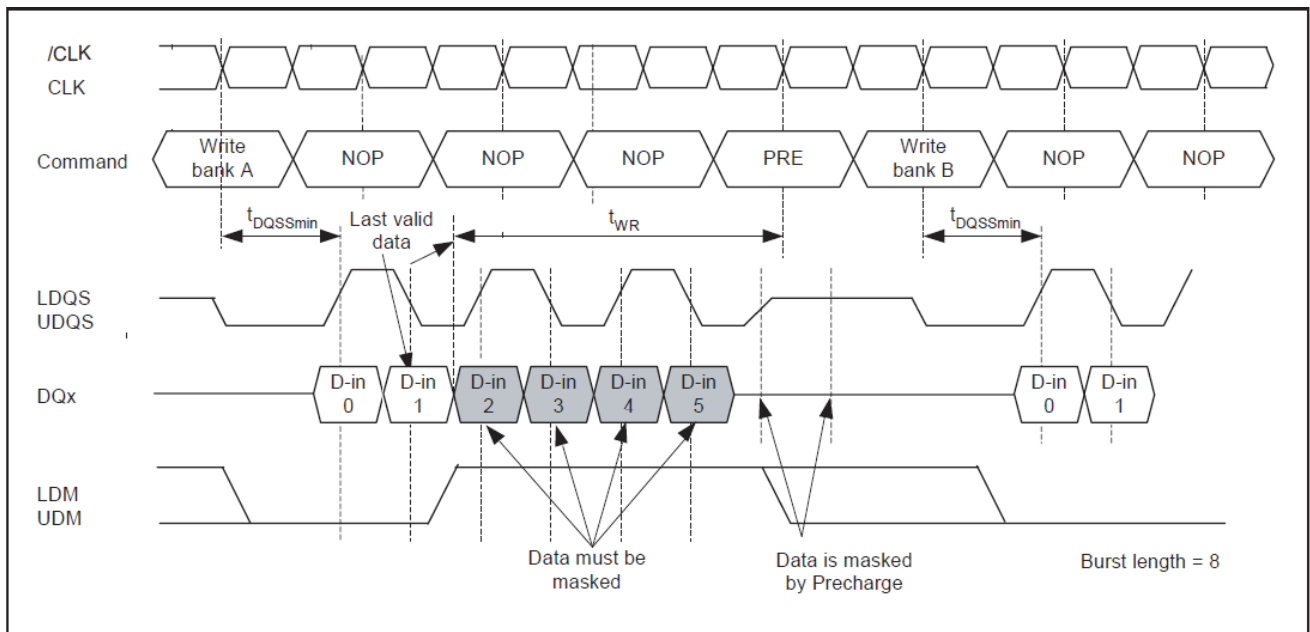 /CLK
CLK
Command
Write
bank A
NOP
NOP
NOP
PRE
Write
bank B
NOP
NOP
tDQSSmin
Last valid
data
tWR
tDQSSmin
LDQS
UDQS
DQx
D-in
0
D-in
1
D-in
2
D-in
3
D-in
4
D-in
5
D-in
0
D-in
1
LDM
UDM
Data must be
masked
Data is masked
by Precharge
Burst length = 8